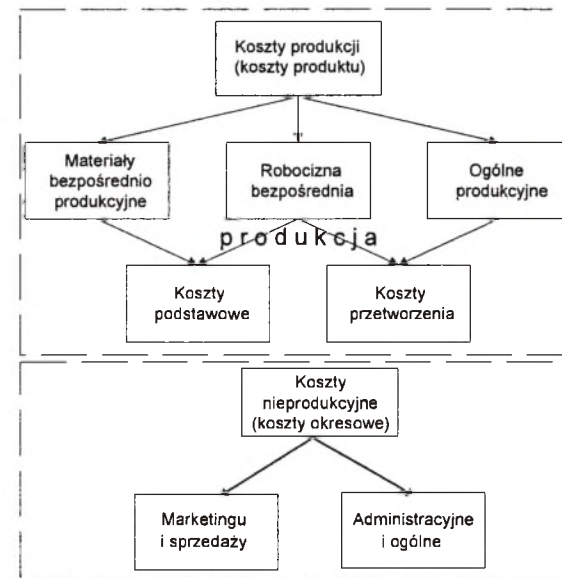 Koszty produkcji
(koszty produktu)
Materiały
bezpośrednio
produkcyjne
Robocizna
bezpośrednia
Ogólne
produkcyjne
produkcja
Koszty
podstawowe
Koszty
przetworzenia
Koszty
nieprodukcyjne
(koszty okresowe)
Marketingu
i sprzedaży
Administracyjne
i ogólne